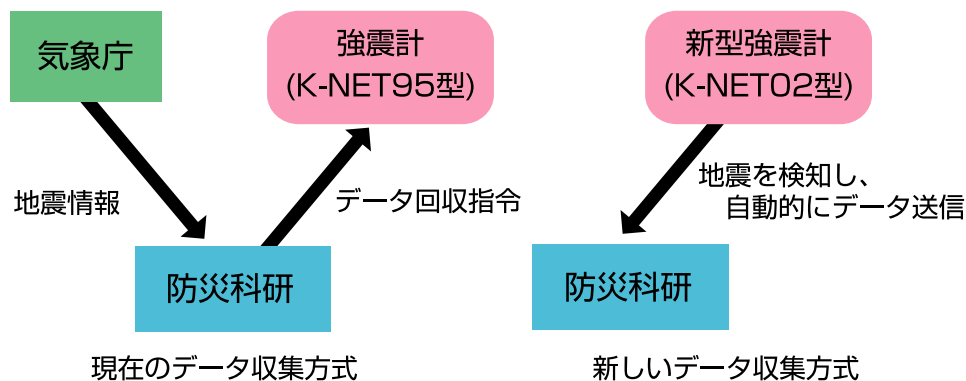 気象庁
強震計
(K-NET95型)
地震情報
データ回収指令
防災科研
現在のデータ収集方式
新型強震計
(K-NET02型)
地震を検知し、
自動的にデータ送信
防災科研
新しいデータ収集方式